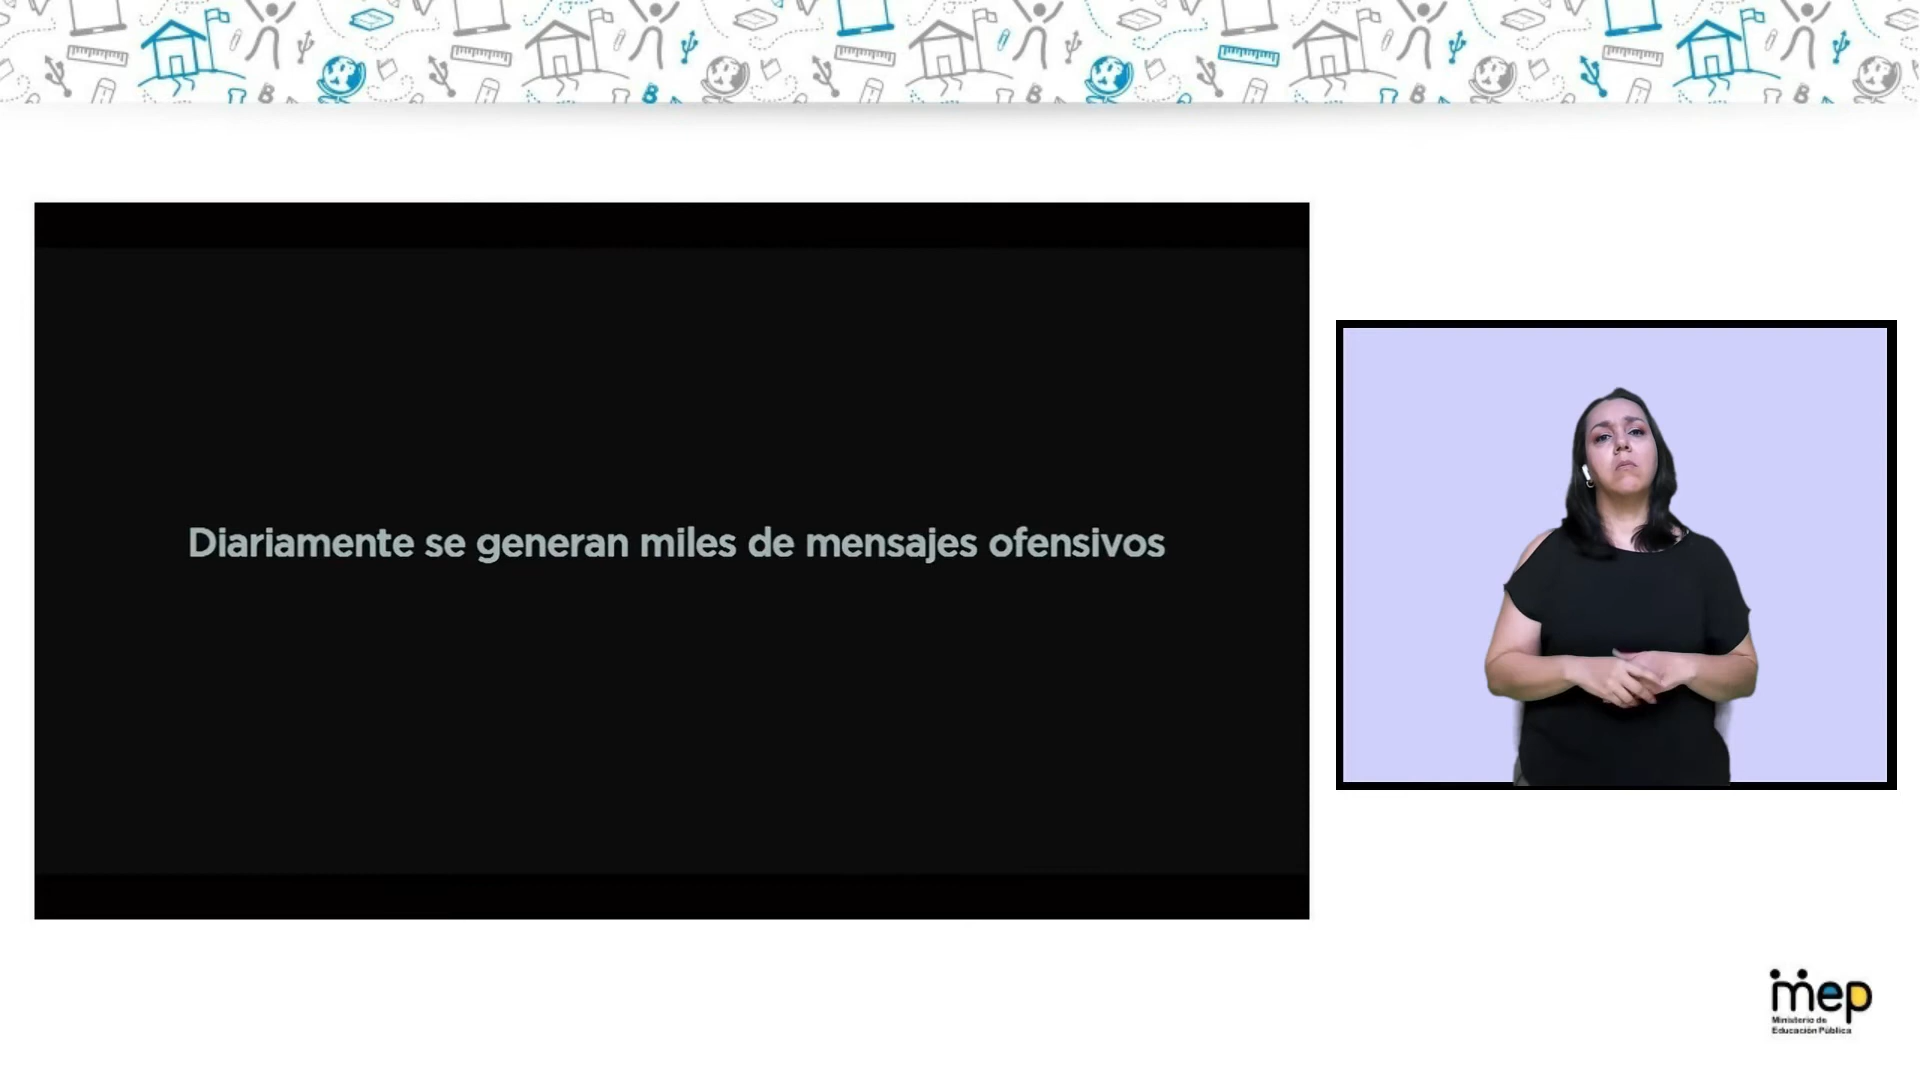 Diariamente se generan miles de mensajes ofensivos
mep
Ministerio de
Educación Pública